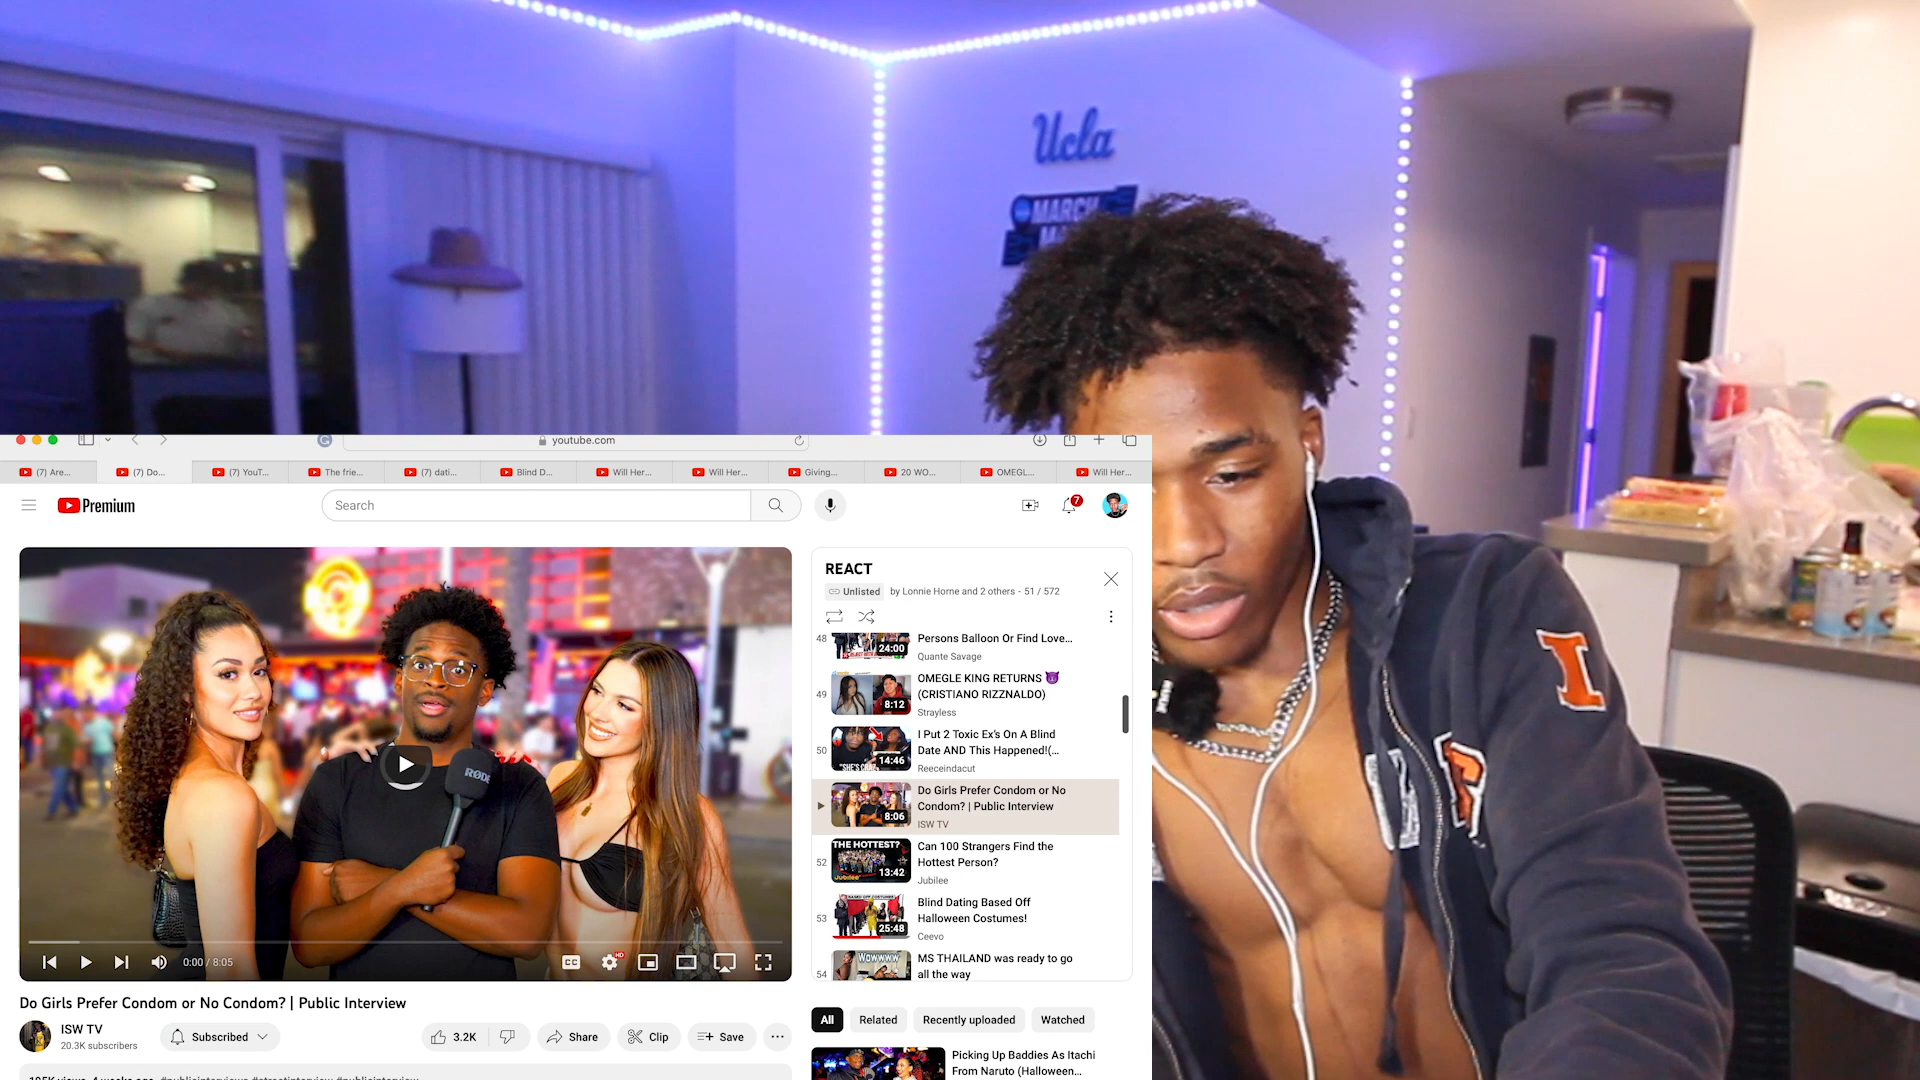 Ucla
MARCH
youtube.com
(7) Are...
(7) Do...
(7) YouT...
The frie...
(7) dati...
Blind D...
Will Her...
Will Her...
Giving...
20 WO...
OMEGL...
Will Her...
Premium
Search
7
RØDE
0:00 / 8:05
CC
HD
Do Girls Prefer Condom or No Condom? | Public Interview
ISW TV
20.3K subscribers
Subscribed
3.2K
Share
Clip
Save
REACT
Unlisted
by Lonnie Horne and 2 others - 51 / 572
48
24:00
Persons Balloon Or Find Love...
Quante Savage
49
8:12
OMEGLE KING RETURNS 😈
(CRISTIANO RIZZNALDO)
Strayless
50
14:46
I Put 2 Toxic Ex's On A Blind
Date AND This Happened!(...
Reeceindacut
8:06
Do Girls Prefer Condom or No
Condom? | Public Interview
ISW TV
52
THE HOTTEST?
Jubilee
13:42
Can 100 Strangers Find the
Hottest Person?
Jubilee
53
25:48
Blind Dating Based Off
Halloween Costumes!
Ceevo
54
WOWWWW
MS THAILAND was ready to go
all the way
All
Related
Recently uploaded
Watched
Picking Up Baddies As Itachi
From Naruto (Halloween...
I